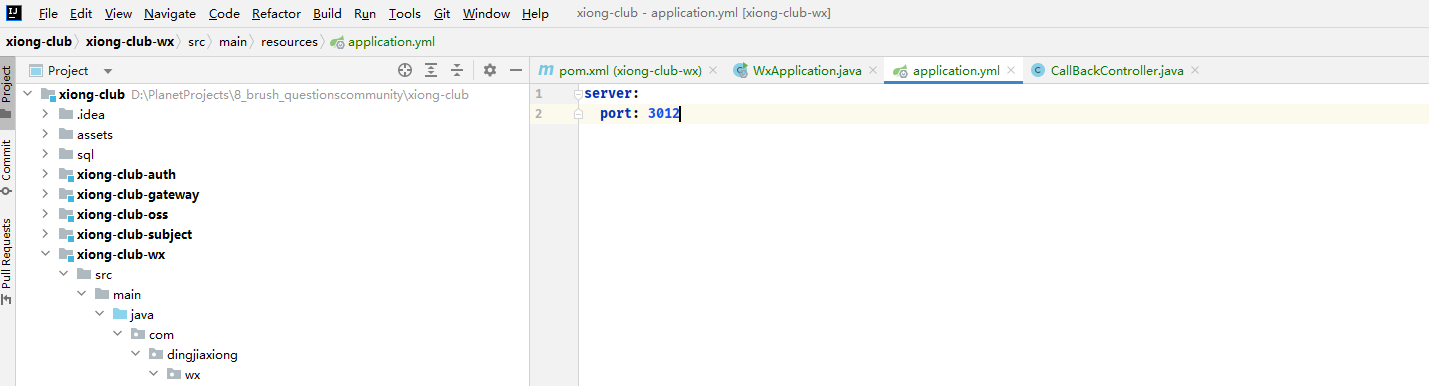 File Edit View Navigate Code Refactor Build Run Tools Git Window Help xiong-club - application.yml [xiong-club-wx]
xiong-club xiong-club-wx src main resources application.yml
Project
Commit
Pull Requests
Project
xiong-club D:\PlanetProjects\8_brush_questionscommunity\xiong-club
.idea
assets
sql
xiong-club-auth
xiong-club-gateway
xiong-club-oss
xiong-club-subject
xiong-club-wx
src
main
java
com
dingjiaxiong
wx
pom.xml (xiong-club-wx) WxApplication.java application.yml CallBackController.java
1 server:
2 port: 3012